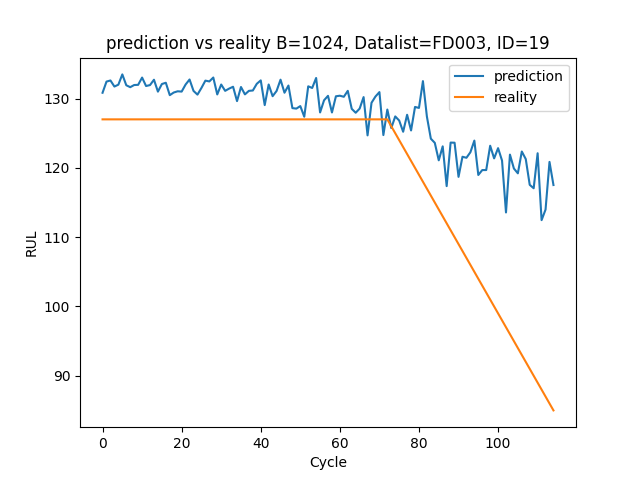 prediction vs reality B=1024, Datalist=FD003, ID=19
prediction
reality
RUL
130
120
110
100
90
0 20 40 60 80 100
Cycle